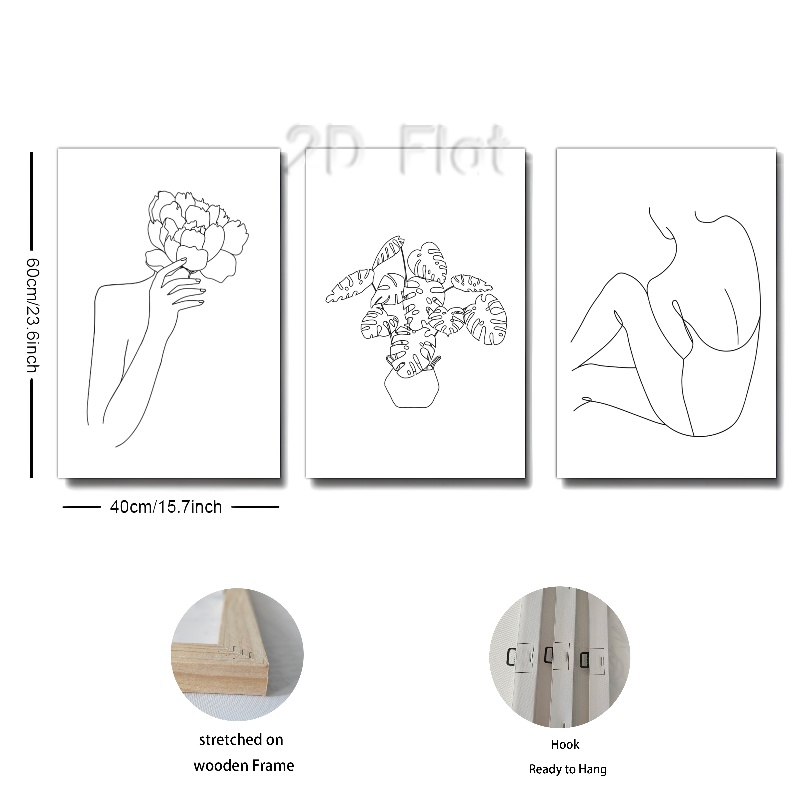 2D Flat
60cm/23.6inch
40cm/15.7inch
stretched on
wooden Frame
Hook
Ready to Hang